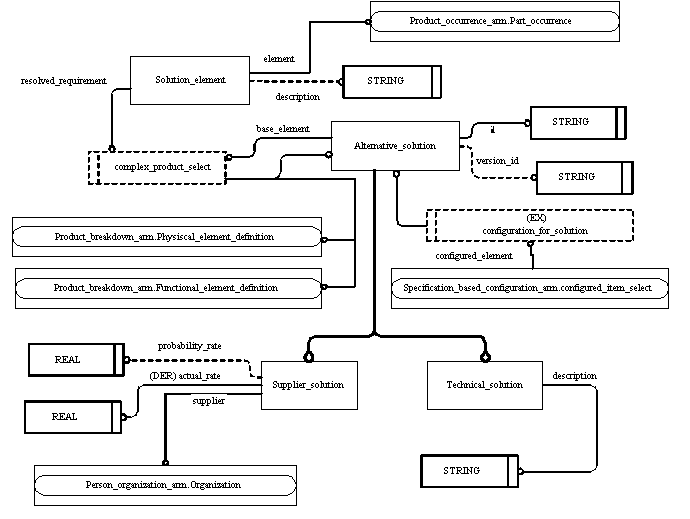 Product_occurrence_arm.Part_occurrence
element
resolved_requirement
Solution_element
STRING
description
base_element
Alternative_solution
id
STRING
complex_product_select
version_id
STRING
(EX)
configuration_for_solution
Product_breakdown_arm.Physiscal_element_definition
configured_element
Product_breakdown_arm.Functional_element_definition
Specification_based_configuration_arm.configured_item_select
probability_rate
REAL
(DER) actual_rate
Supplier_solution
Technical_solution
description
supplier
REAL
STRING
Person_organization_arm.Organization